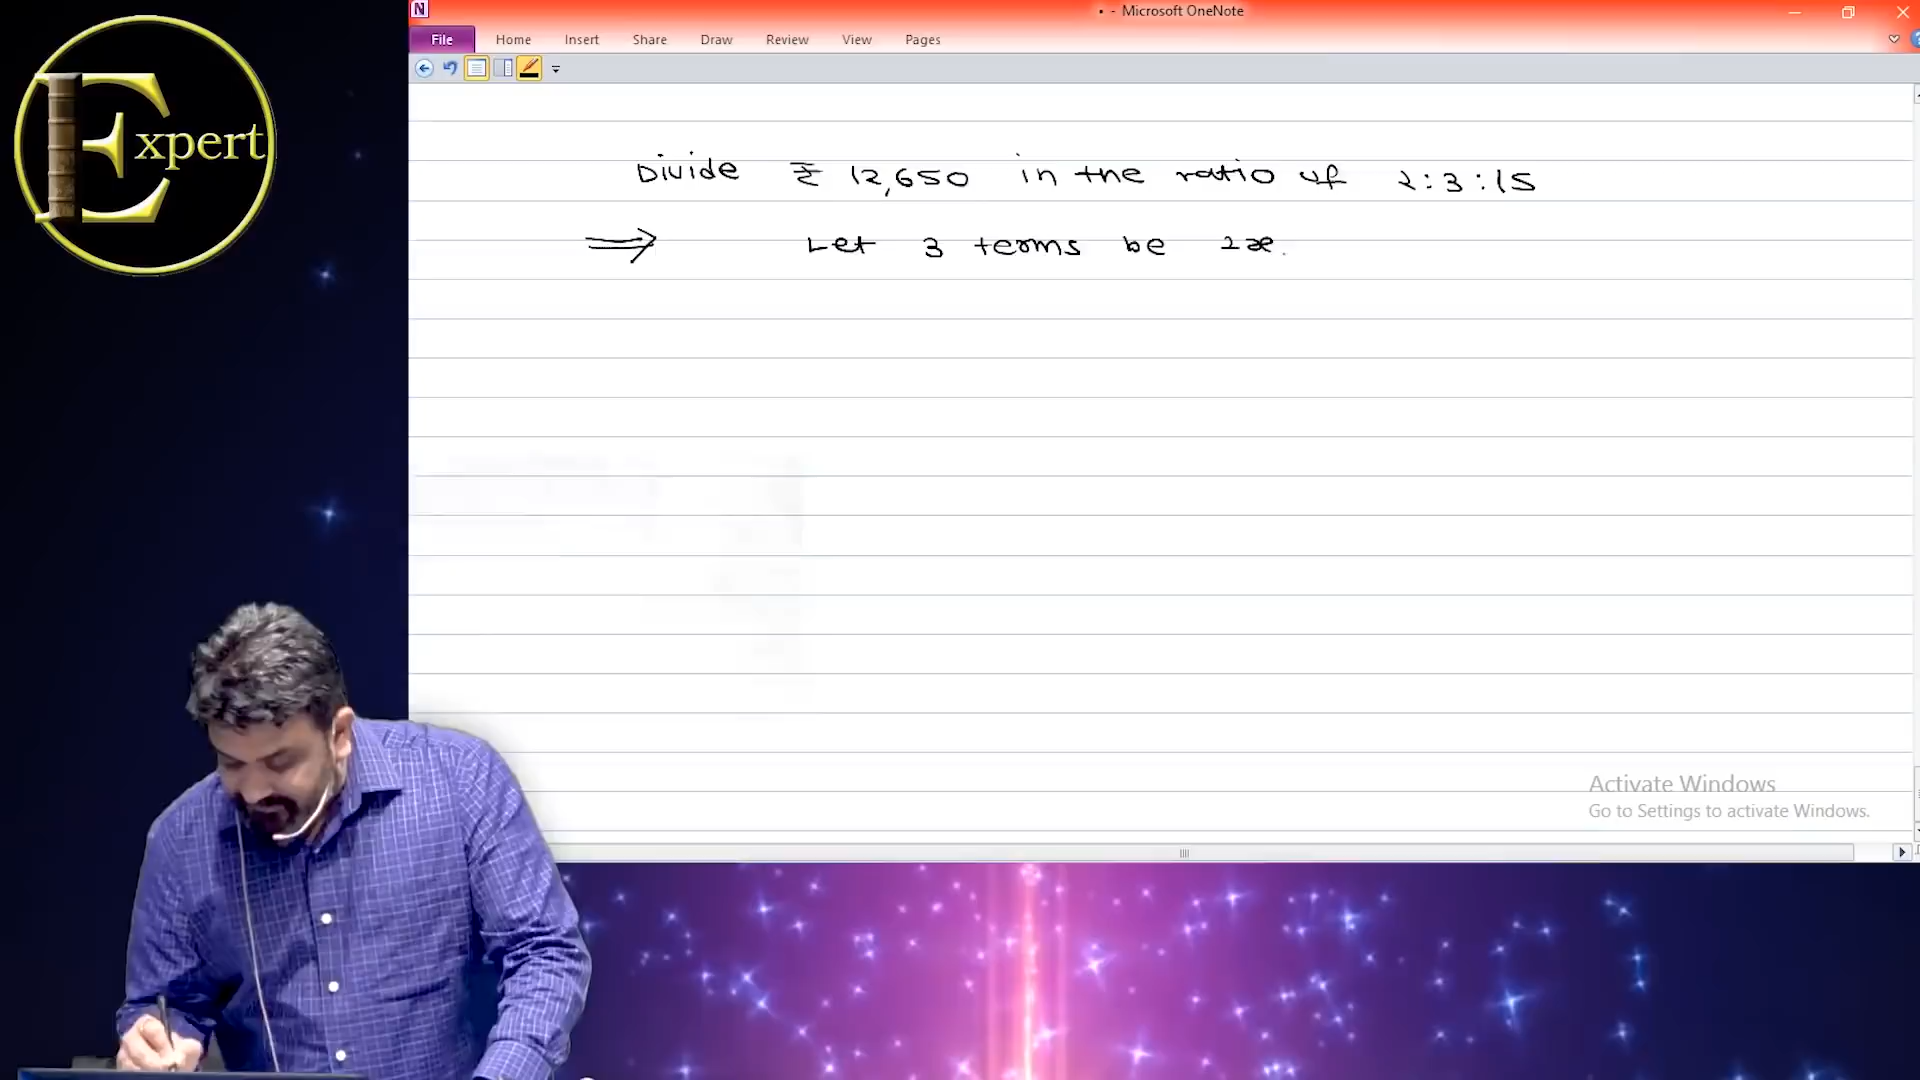 Expert
- Microsoft OneNote
File Home Insert Share Draw Review View Pages
Divide ₹ 12,650 in the ratio of 2:3:15
⇒ Let 3 terms be 2x.
Activate Windows
Go to Settings to activate Windows.